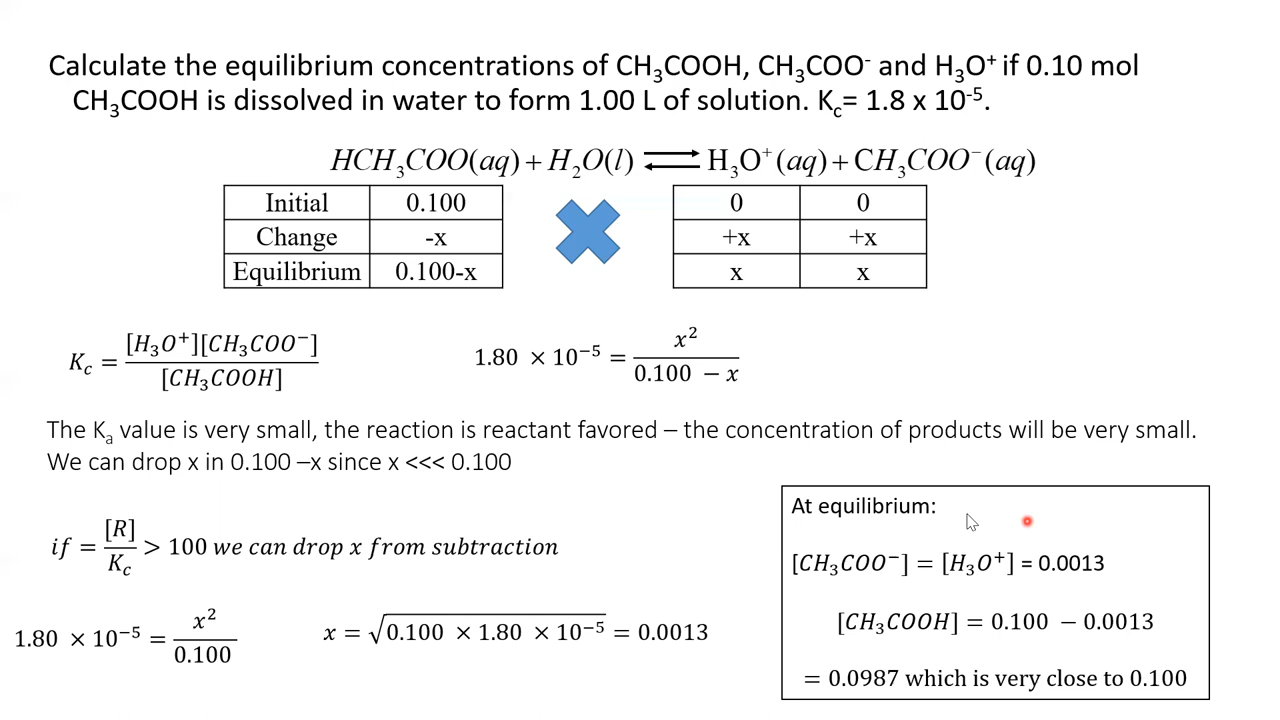 Calculate the equilibrium concentrations of CH₃COOH, CH₃COO⁻ and H₃O⁺ if 0.10 mol
CH₃COOH is dissolved in water to form 1.00 L of solution. K꜀= 1.8 x 10⁻⁵.
HCH₃COO(aq) + H₂O(l) ⇌ H₃O⁺(aq) + CH₃COO⁻(aq)
Initial 0.100 0 0
Change -x +x +x
Equilibrium 0.100-x x x
K꜀ = [H₃O⁺][CH₃COO⁻] / [CH₃COOH] 1.80 × 10⁻⁵ = x² / 0.100 − x
The Kₐ value is very small, the reaction is reactant favored – the concentration of products will be very small.
We can drop x in 0.100 –x since x <<< 0.100
if = [R] / K꜀ > 100 we can drop x from subtraction
1.80 × 10⁻⁵ = x² / 0.100 x = √(0.100 × 1.80 × 10⁻⁵) = 0.0013
At equilibrium:
[CH₃COO⁻] = [H₃O⁺] = 0.0013
[CH₃COOH] = 0.100 − 0.0013
= 0.0987 which is very close to 0.100